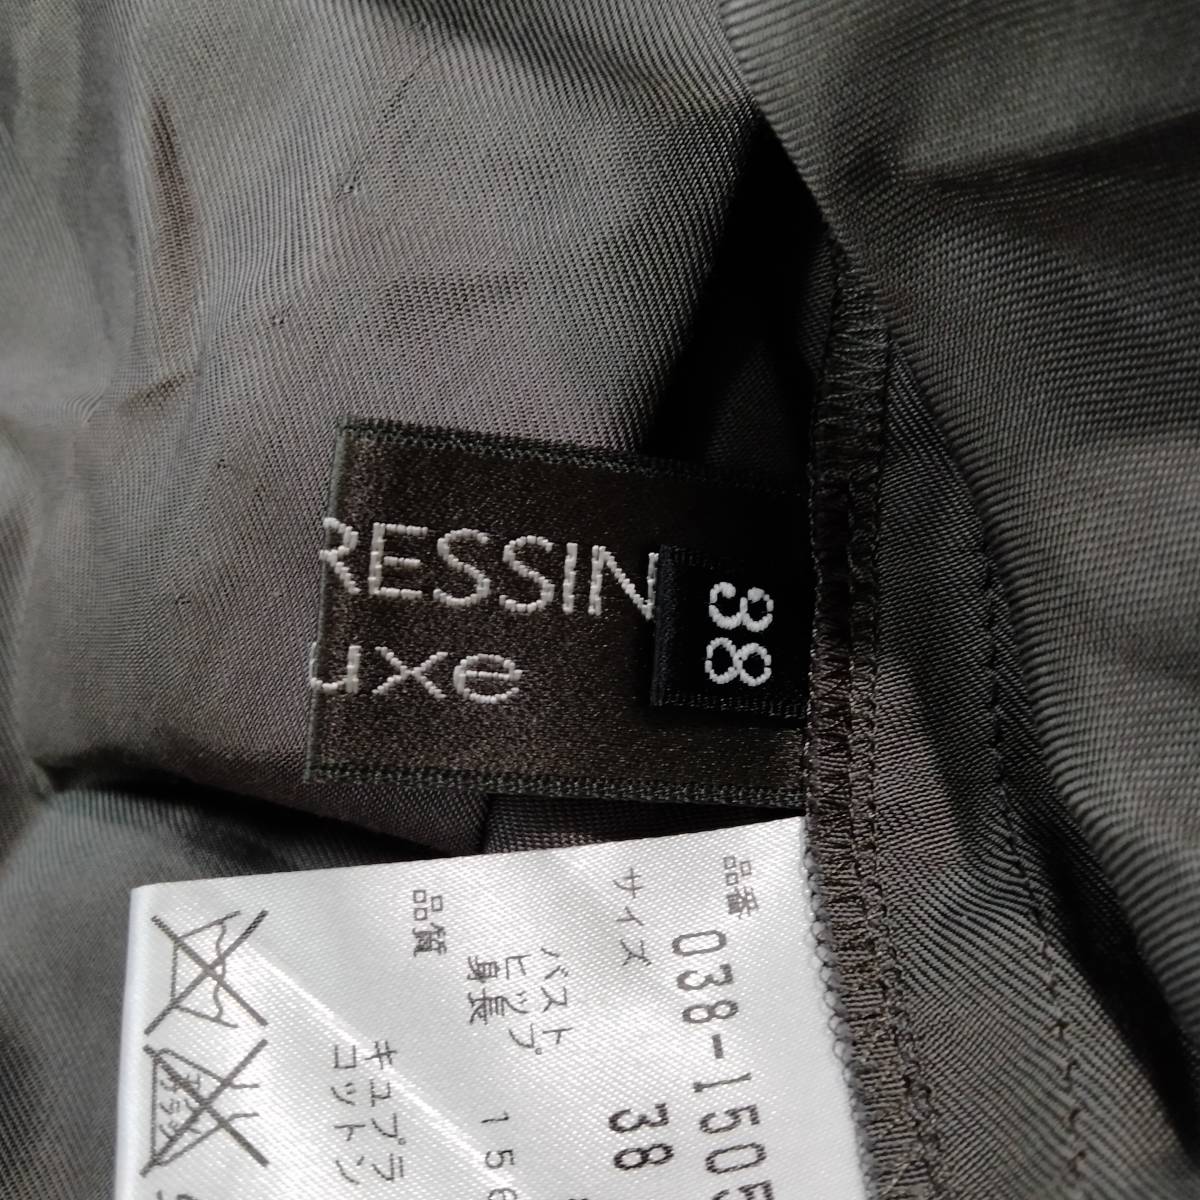 RESSIN
uxe
38
品番 038-1505
サイズ 38
バスト
ヒップ
身長 156
品質
キュプラ
コットン